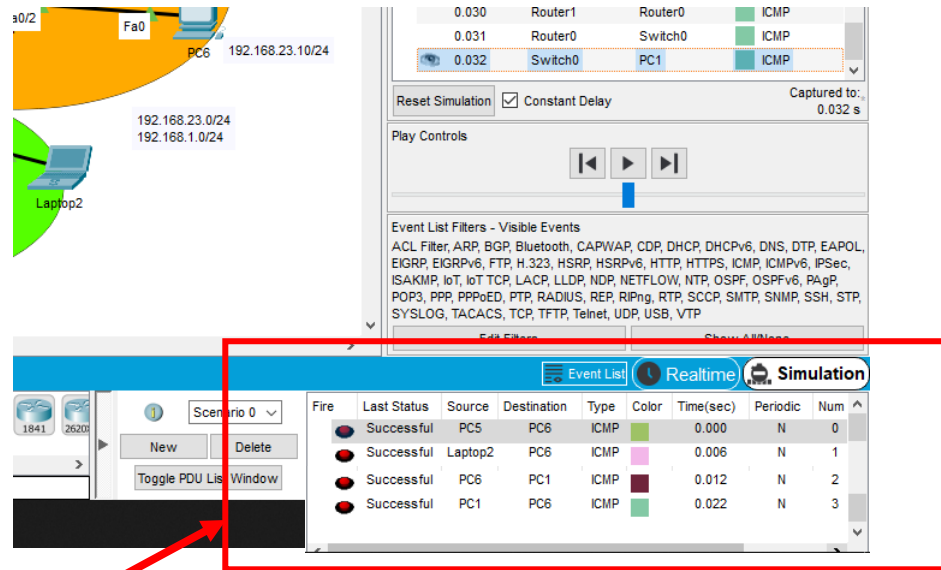 a0/2
Fa0
PC6
192.168.23.10/24
192.168.23.0/24
192.168.1.0/24
Laptop2
0.030 Router1 Router0 ICMP
0.031 Router0 Switch0 ICMP
0.032 Switch0 PC1 ICMP
Reset Simulation Constant Delay Captured to:
0.032 s
Play Controls
Event List Filters - Visible Events
ACL Filter, ARP, BGP, Bluetooth, CAPWAP, CDP, DHCP, DHCPv6, DNS, DTP, EAPOL,
EIGRP, EIGRPv6, FTP, H.323, HSRP, HSRPv6, HTTP, HTTPS, ICMP, ICMPv6, IPSec,
ISAKMP, IoT, IoT TCP, LACP, LLDP, NDP, NETFLOW, NTP, OSPF, OSPFv6, PAgP,
POP3, PPP, PPPoED, PTP, RADIUS, REP, RIPng, RTP, SCCP, SMTP, SNMP, SSH, STP,
SYSLOG, TACACS, TCP, TFTP, Telnet, UDP, USB, VTP
Edit Filters Show All/None
Event List Realtime Simulation
1841
Scenario 0
New Delete
Toggle PDU List Window
Fire Last Status Source Destination Type Color Time(sec) Periodic Num
Successful PC5 PC6 ICMP 0.000 N 0
Successful Laptop2 PC6 ICMP 0.006 N 1
Successful PC6 PC1 ICMP 0.012 N 2
Successful PC1 PC6 ICMP 0.022 N 3